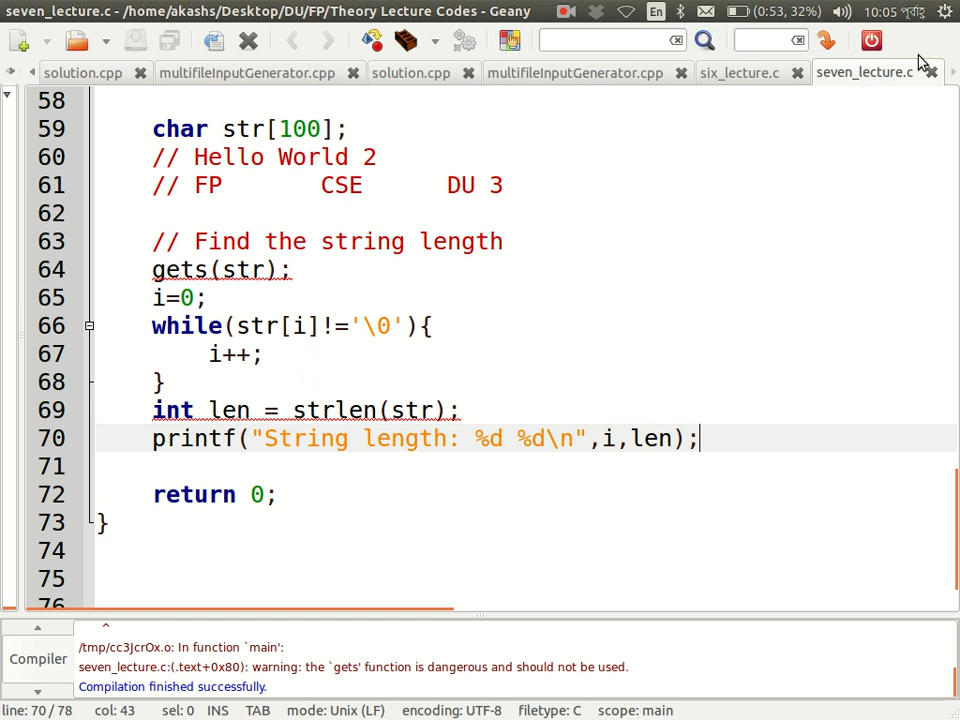 seven_lecture.c - /home/akashs/Desktop/DU/FP/Theory Lecture Codes - Geany
En
(0:53, 32%)
10:05 পূর্বাহ্ণ
solution.cpp
multifileInputGenerator.cpp
solution.cpp
multifileInputGenerator.cpp
six_lecture.c
seven_lecture.c
58
59 char str[100];
60 // Hello World 2
61 // FP       CSE      DU 3
62
63 // Find the string length
64 gets(str);
65 i=0;
66 while(str[i]!='\0'){
67     i++;
68 }
69 int len = strlen(str);
70 printf("String length: %d %d\n",i,len);
71
72 return 0;
73 }
74
75
76
Compiler
^
/tmp/cc3JcrOx.o: In function `main':
seven_lecture.c:(.text+0x80): warning: the `gets' function is dangerous and should not be used.
Compilation finished successfully.
line: 70 / 78 col: 43 sel: 0 INS TAB mode: Unix (LF) encoding: UTF-8 filetype: C scope: main